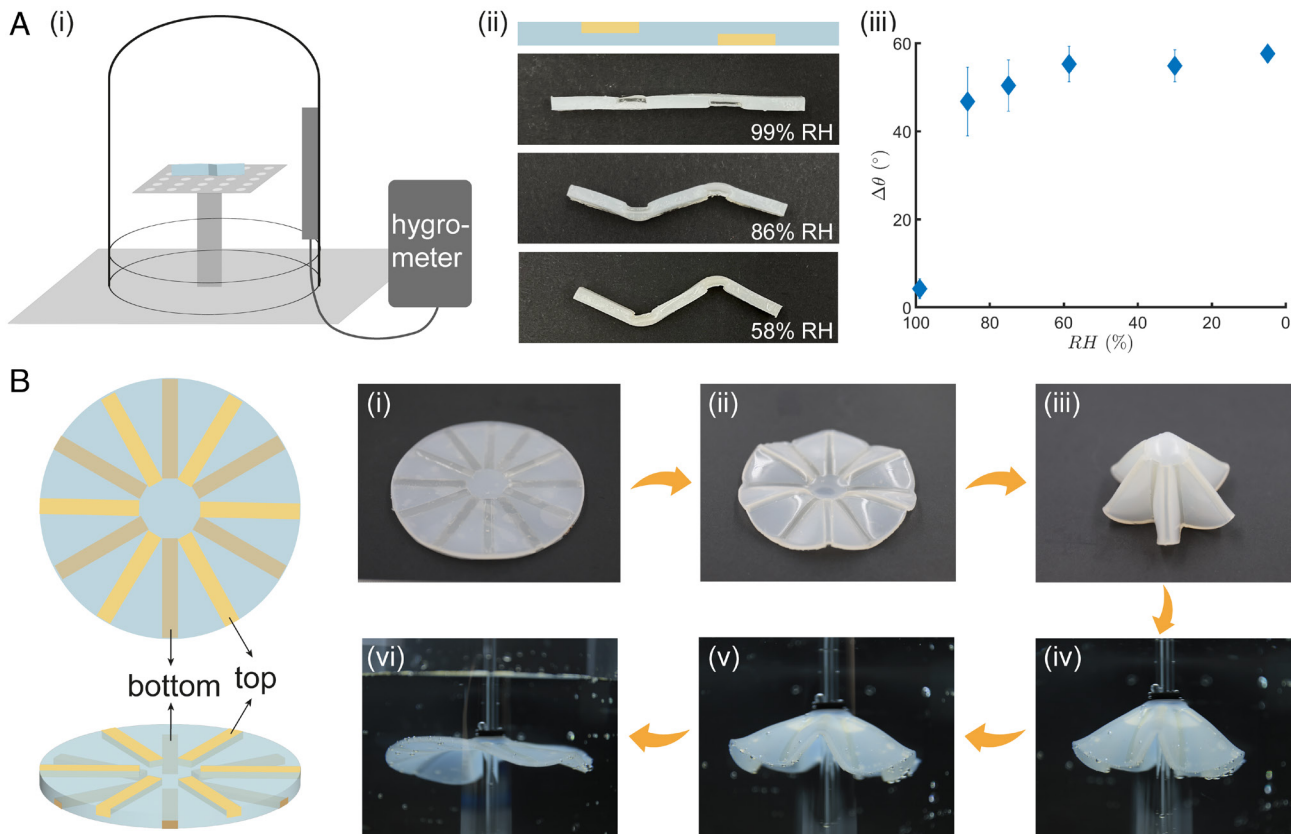 A (i)
hygro-
meter
(ii)
99% RH
86% RH
58% RH
(iii)
60
40
20
0
Δθ (°)
100 80 60 40 20 0
RH (%)
B
bottom
top
(i)
(ii)
(iii)
(vi)
(v)
(iv)